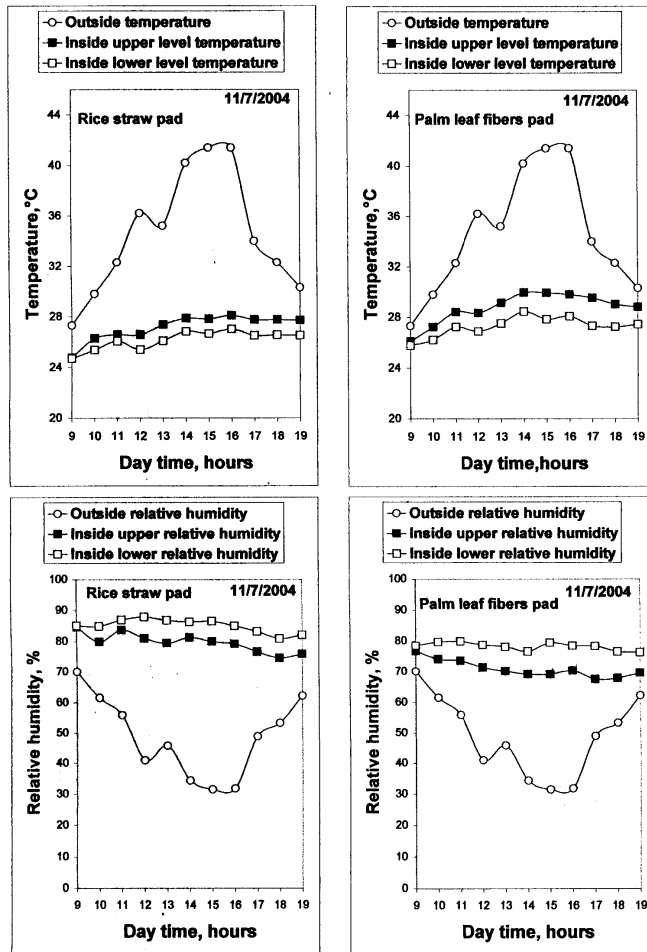 Outside temperature
Inside upper level temperature
Inside lower level temperature
11/7/2004
Rice straw pad
Temperature,°C
44
40
36
32
28
24
20
9 10 11 12 13 14 15 16 17 18 19
Day time, hours
Outside temperature
Inside upper level temperature
Inside lower level temperature
11/7/2004
Palm leaf fibers pad
Temperature,°C
44
40
36
32
28
24
20
9 10 11 12 13 14 15 16 17 18 19
Day time,hours
Outside relative humidity
Inside upper relative humidity
Inside lower relative humidity
Rice straw pad 11/7/2004
Relative humidity, %
100
90
80
70
60
50
40
30
20
10
0
9 10 11 12 13 14 15 16 17 18 19
Day time, hours
Outside relative humidity
Inside upper relative humidity
Inside lower relative humidity
11/7/2004
Palm leaf fibers pad
Relative humidity, %
100
90
80
70
60
50
40
30
20
10
0
9 10 11 12 13 14 15 16 17 18 19
Day time, hours